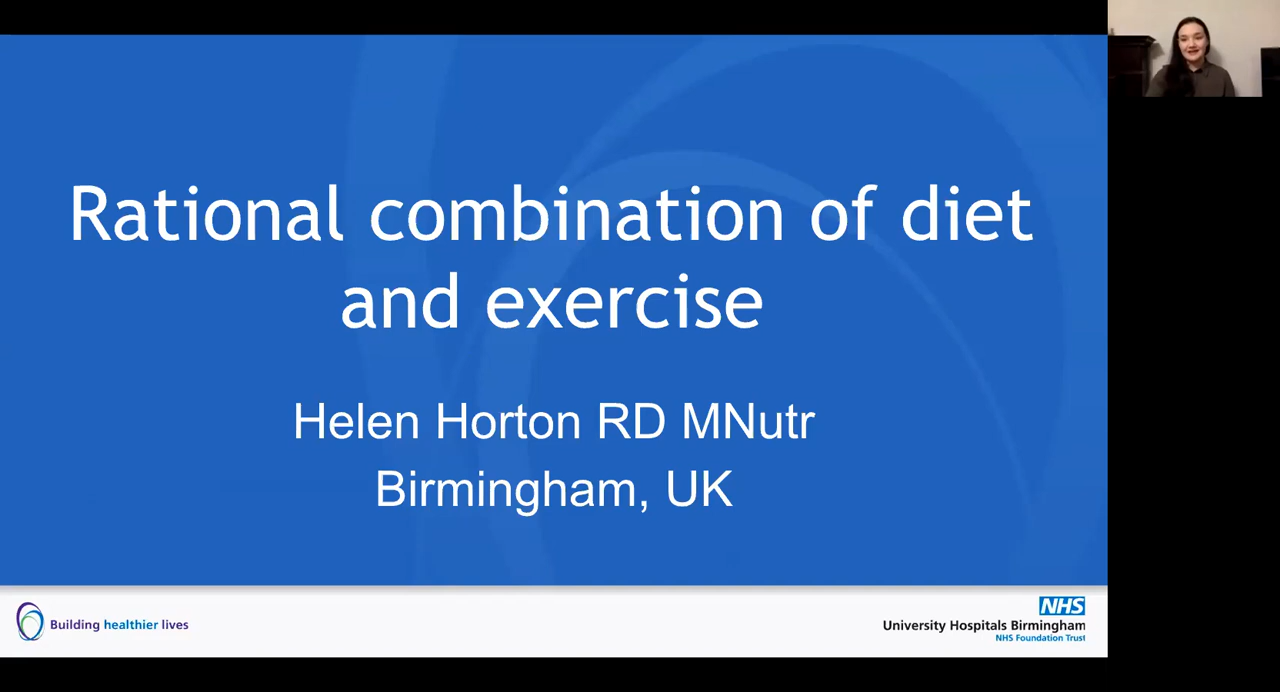 Rational combination of diet
and exercise
Helen Horton RD MNutr
Birmingham, UK
Building healthier lives
NHS
University Hospitals Birmingham
NHS Foundation Trust